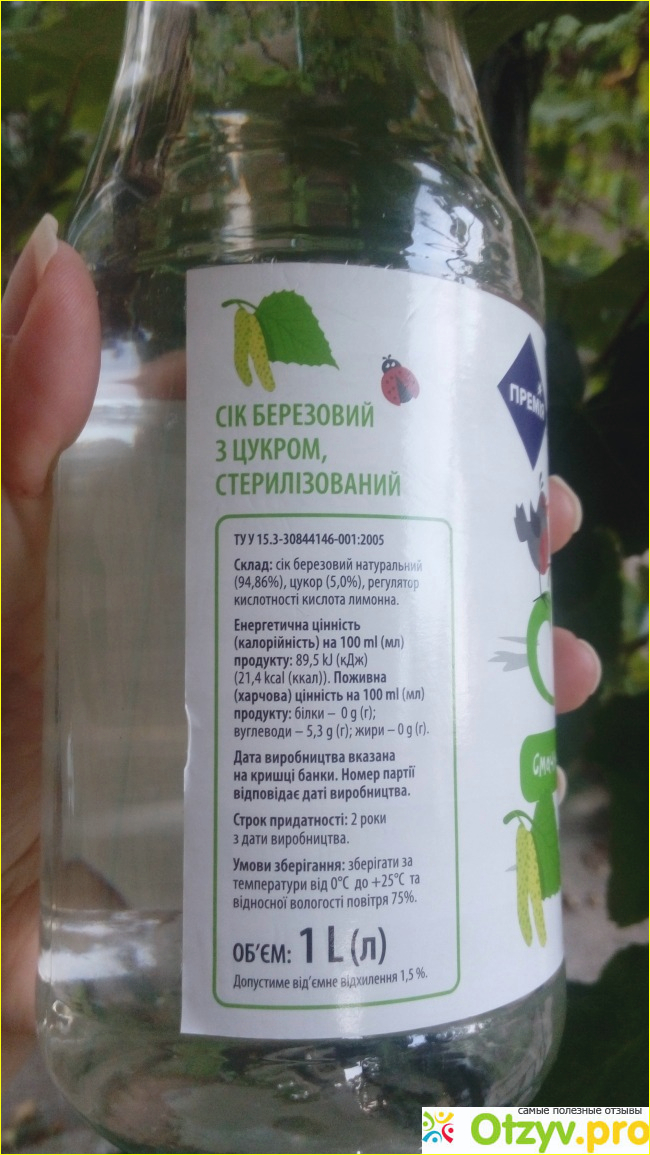 СІК БЕРЕЗОВИЙ
З ЦУКРОМ,
СТЕРИЛІЗОВАНИЙ
ПРЕМІЯ
ТУ У 15.3-30844146-001:2005
Склад: сік березовий натуральний
(94,86%), цукор (5,0%), регулятор
кислотності кислота лимонна.
Енергетична цінність
(калорійність) на 100 ml (мл)
продукту: 89,5 kJ (кДж)
(21,4 kcal (ккал)). Поживна
(харчова) цінність на 100 ml (мл)
продукту: білки – 0 g (г);
вуглеводи – 5,3 g (г); жири – 0 g (г).
Дата виробництва вказана
на кришці банки. Номер партії
відповідає даті виробництва.
Строк придатності: 2 роки
з дати виробництва.
Умови зберігання: зберігати за
температури від 0°C до +25°C та
відносної вологості повітря 75%.
ОБ'ЄМ: 1 L (л)
Допустиме від'ємне відхилення 1,5 %.
самые полезные отзывы
Otzyv.pro